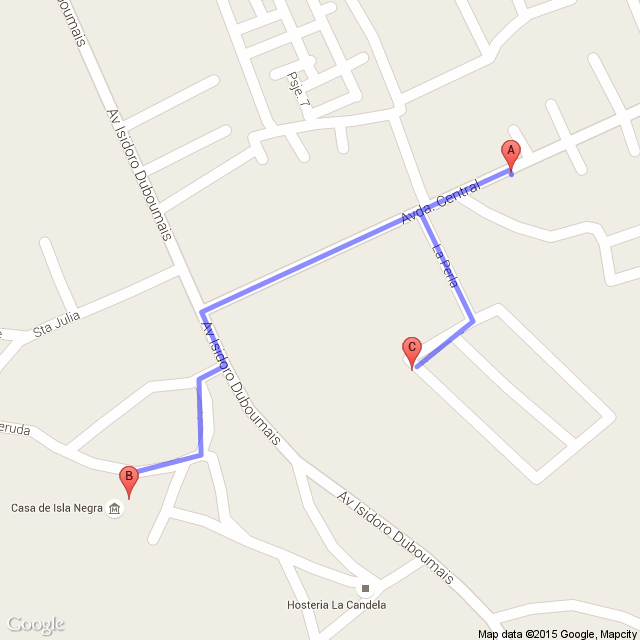 uboumais
Av Isidoro Duboumais
Psje. 7
A
Avda. Central
La Perla
Sta Julia
Av Isidoro Duboumais
C
eruda
B
Casa de Isla Negra
Av Isidoro Duboumais
Hosteria La Candela
Google
Map data ©2015 Google, Mapcity